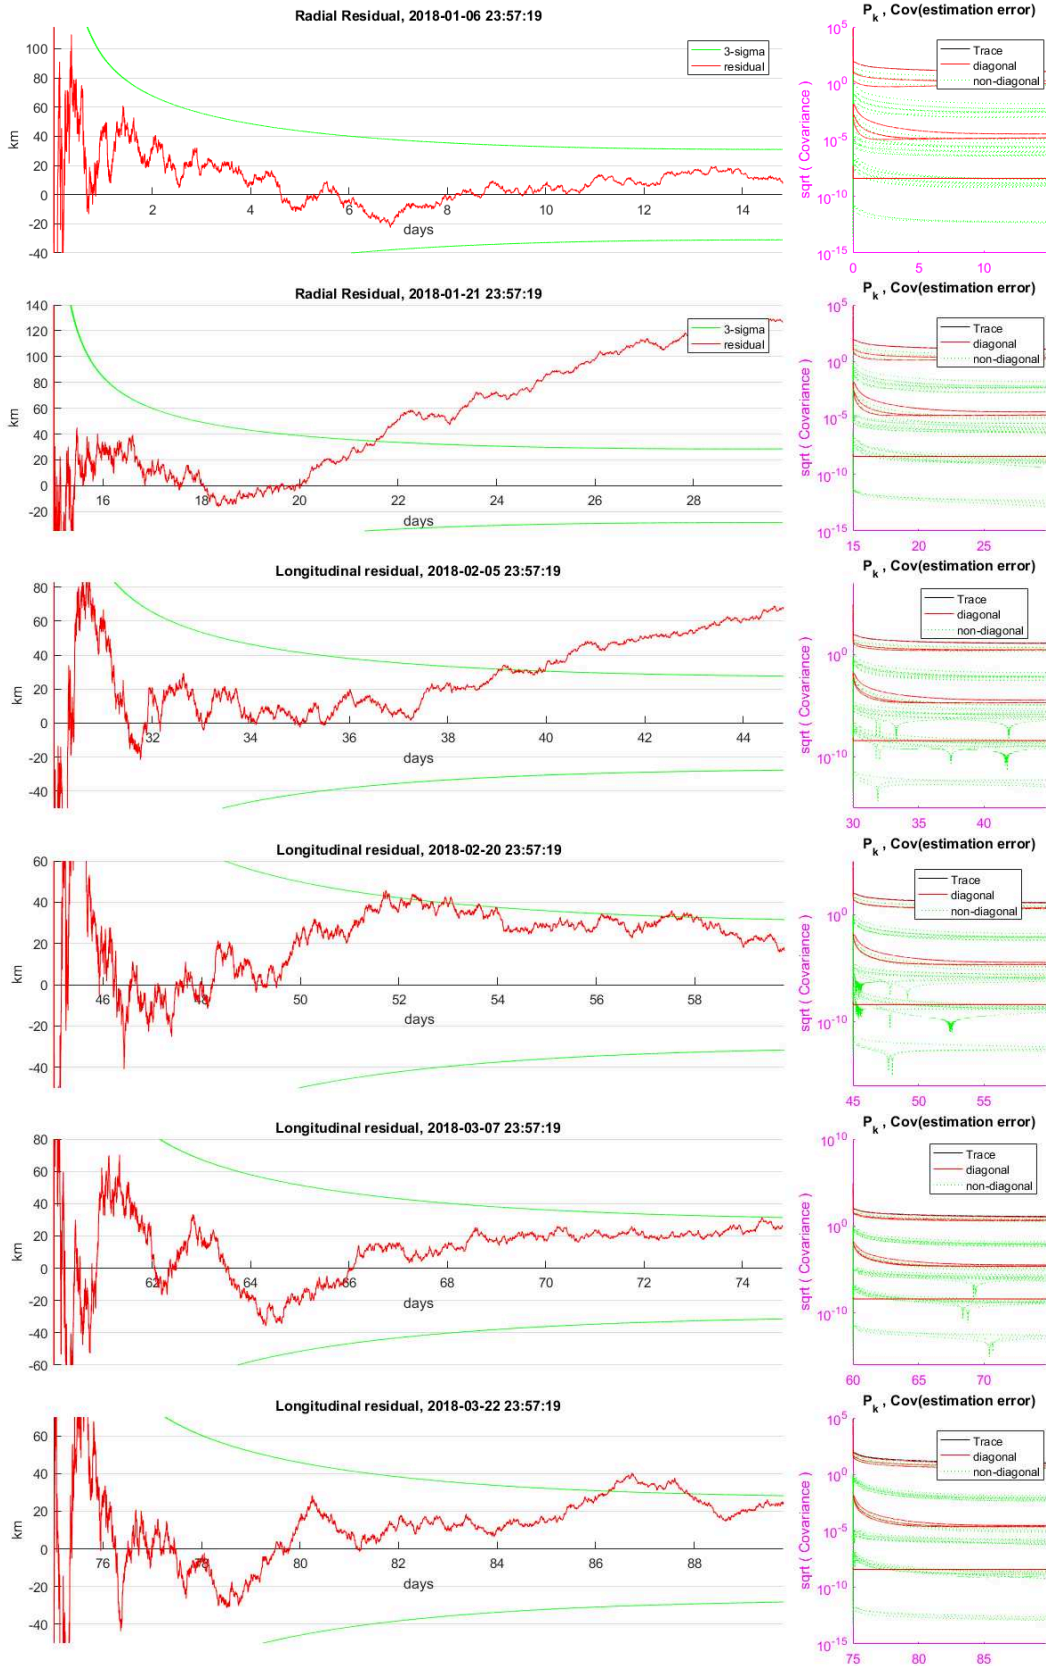 Radial Residual, 2018-01-06 23:57:19
100
80
60
40
20
0
-20
-40
km
2 4 6 8 10 12 14
days
3-sigma
residual
P_k , Cov(estimation error)
10^5
10^0
10^-5
10^-10
10^-15
sqrt ( Covariance )
0 5 10
Trace
diagonal
non-diagonal
Radial Residual, 2018-01-21 23:57:19
140
120
100
80
60
40
20
0
-20
km
16 18 20 22 24 26 28
days
3-sigma
residual
P_k , Cov(estimation error)
10^5
10^0
10^-5
10^-10
10^-15
sqrt ( Covariance )
15 20 25
Trace
diagonal
non-diagonal
Longitudinal residual, 2018-02-05 23:57:19
80
60
40
20
0
-20
-40
km
32 34 36 38 40 42 44
days
P_k , Cov(estimation error)
10^0
10^-10
sqrt ( Covariance )
30 35 40
Trace
diagonal
non-diagonal
Longitudinal residual, 2018-02-20 23:57:19
60
40
20
0
-20
-40
km
46 48 50 52 54 56 58
days
P_k , Cov(estimation error)
10^0
10^-10
sqrt ( Covariance )
45 50 55
Trace
diagonal
non-diagonal
Longitudinal residual, 2018-03-07 23:57:19
80
60
40
20
0
-20
-40
-60
km
62 64 66 68 70 72 74
days
P_k , Cov(estimation error)
10^10
10^0
10^-10
sqrt ( Covariance )
60 65 70
Trace
diagonal
non-diagonal
Longitudinal residual, 2018-03-22 23:57:19
60
40
20
0
-20
-40
km
76 78 80 82 84 86 88
days
P_k , Cov(estimation error)
10^5
10^0
10^-5
10^-10
10^-15
sqrt ( Covariance )
75 80 85
Trace
diagonal
non-diagonal